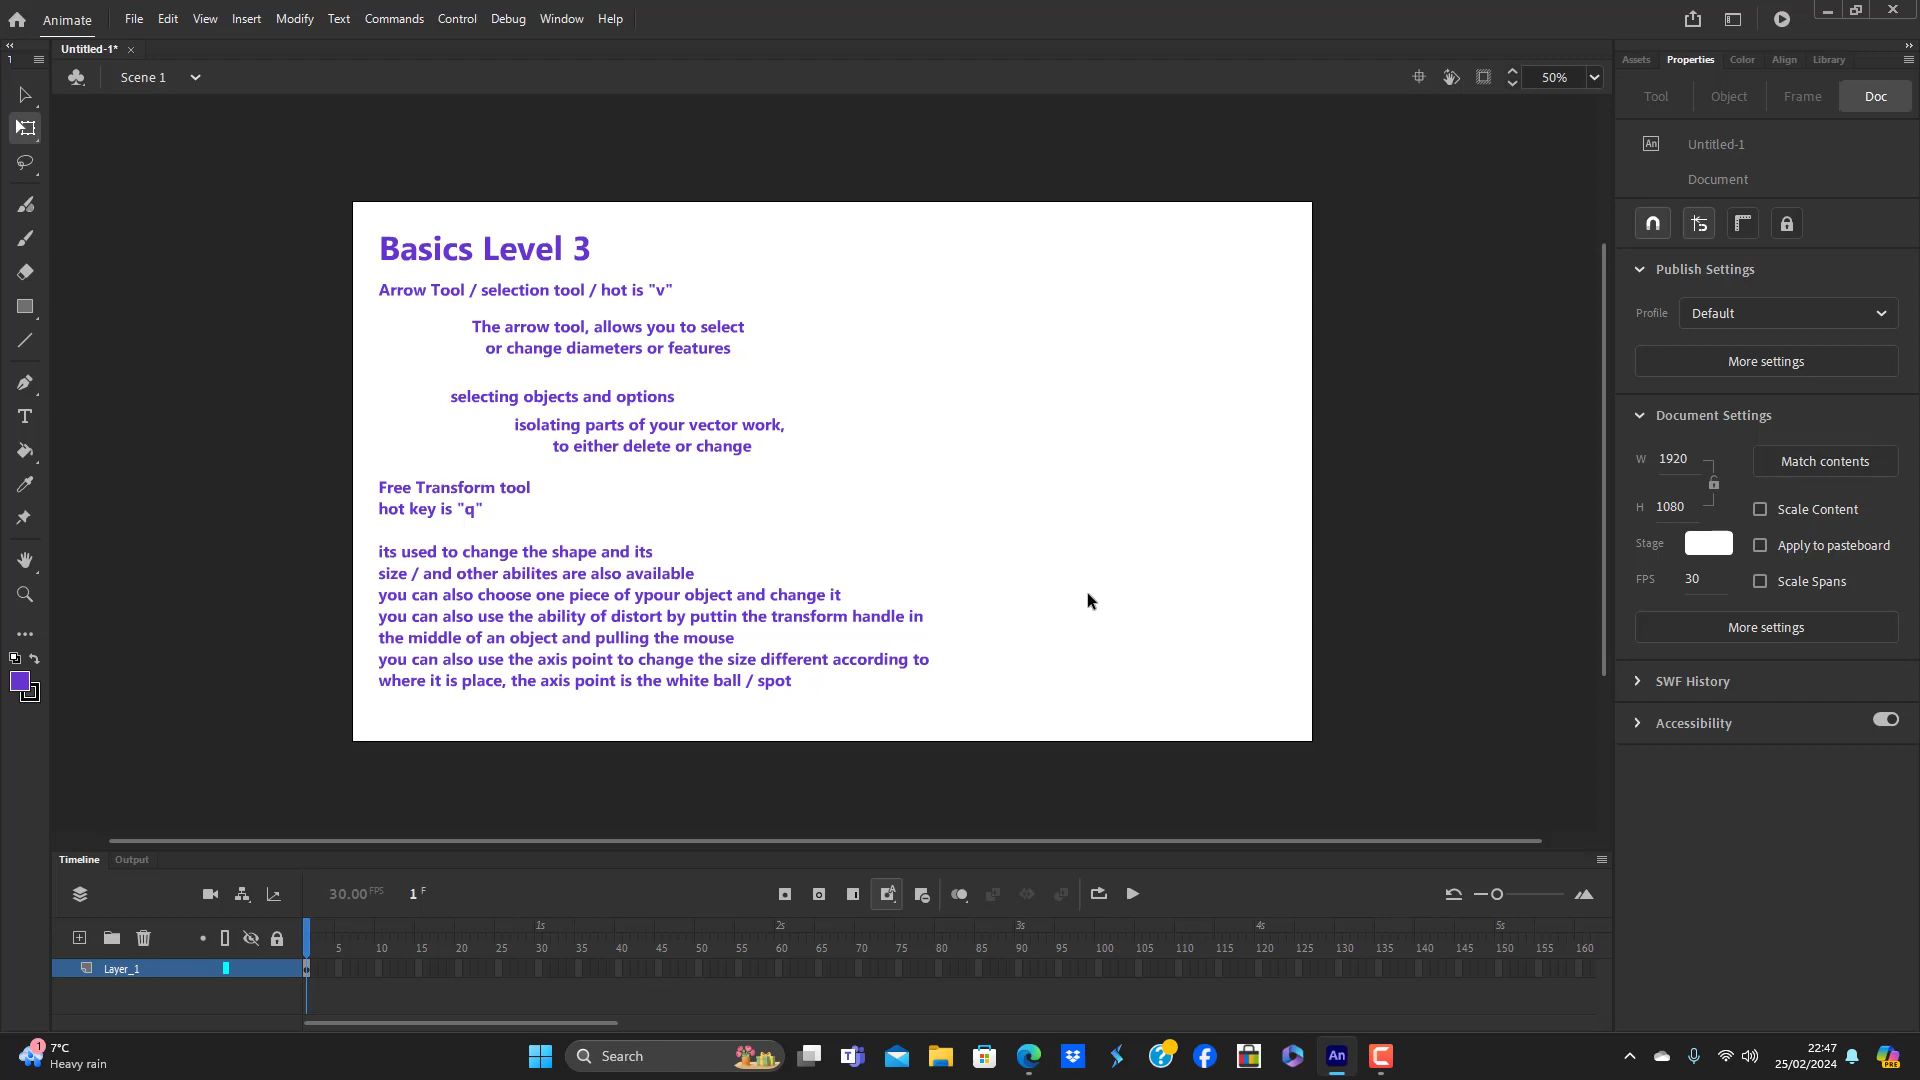 Animate File Edit View Insert Modify Text Commands Control Debug Window Help
Untitled-1*
Scene 1 50%
Assets Properties Color Align Library
Tool Object Frame Doc
An Untitled-1
Document
Publish Settings
Profile Default
More settings
Document Settings
W 1920 Match contents
H 1080 Scale Content
Stage Apply to pasteboard
FPS 30 Scale Spans
More settings
SWF History
Accessibility
Basics Level 3
Arrow Tool / selection tool / hot is "v"
The arrow tool, allows you to select
or change diameters or features
selecting objects and options
isolating parts of your vector work,
to either delete or change
Free Transform tool
hot key is "q"
its used to change the shape and its
size / and other abilites are also available
you can also choose one piece of ypour object and change it
you can also use the ability of distort by puttin the transform handle in
the middle of an object and pulling the mouse
you can also use the axis point to change the size different according to
where it is place, the axis point is the white ball / spot
Timeline Output
30.00 FPS 1 F
1s 2s 3s 4s 5s
5 10 15 20 25 30 35 40 45 50 55 60 65 70 75 80 85 90 95 100 105 110 115 120 125 130 135 140 145 150 155 160
Layer_1
1 7°C
Heavy rain
Search
An
22:47
25/02/2024
PRE